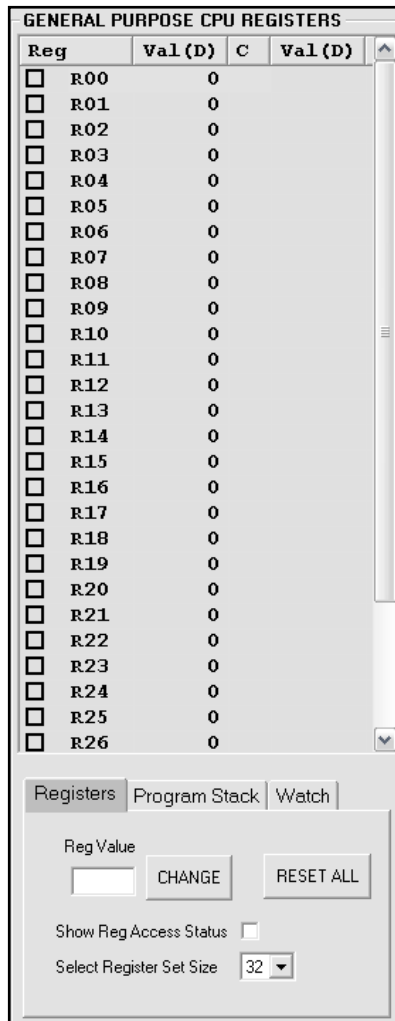 GENERAL PURPOSE CPU REGISTERS
Reg Val(D) C Val(D)
R00 0
R01 0
R02 0
R03 0
R04 0
R05 0
R06 0
R07 0
R08 0
R09 0
R10 0
R11 0
R12 0
R13 0
R14 0
R15 0
R16 0
R17 0
R18 0
R19 0
R20 0
R21 0
R22 0
R23 0
R24 0
R25 0
R26 0
Registers Program Stack Watch
Reg Value
CHANGE RESET ALL
Show Reg Access Status
Select Register Set Size 32